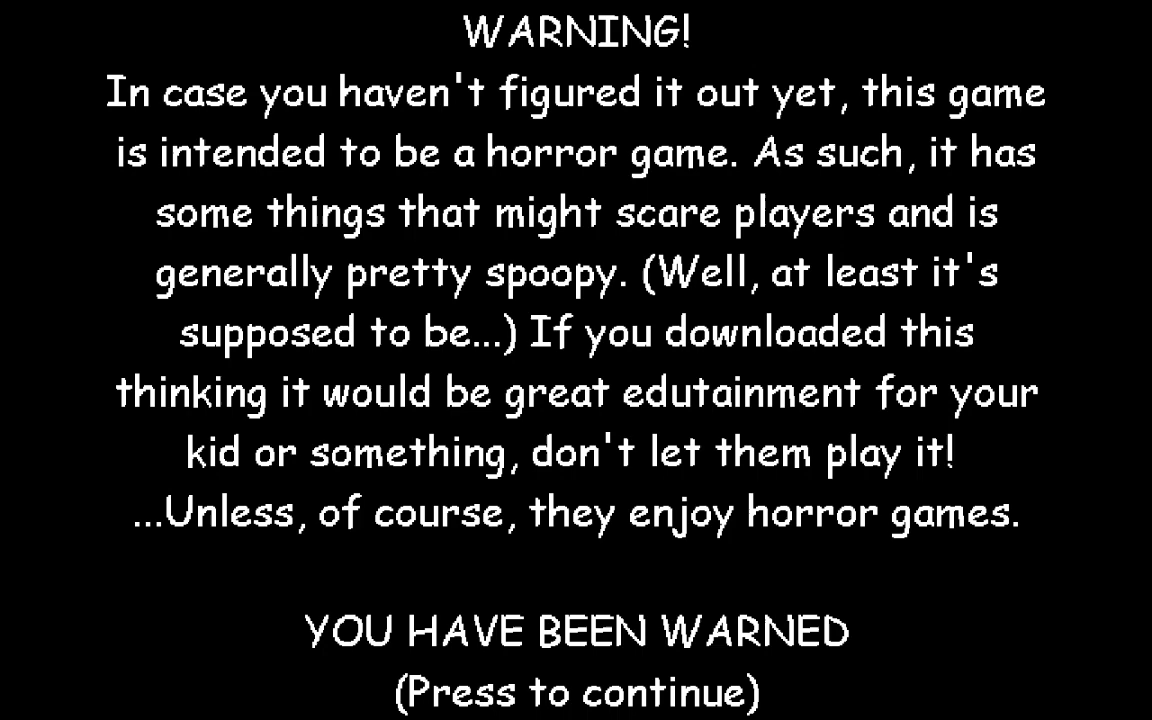 WARNING!
In case you haven't figured it out yet, this game
is intended to be a horror game. As such, it has
some things that might scare players and is
generally pretty spoopy. (Well, at least it's
supposed to be...) If you downloaded this
thinking it would be great edutainment for your
kid or something, don't let them play it!
...Unless, of course, they enjoy horror games.
YOU HAVE BEEN WARNED
(Press to continue)